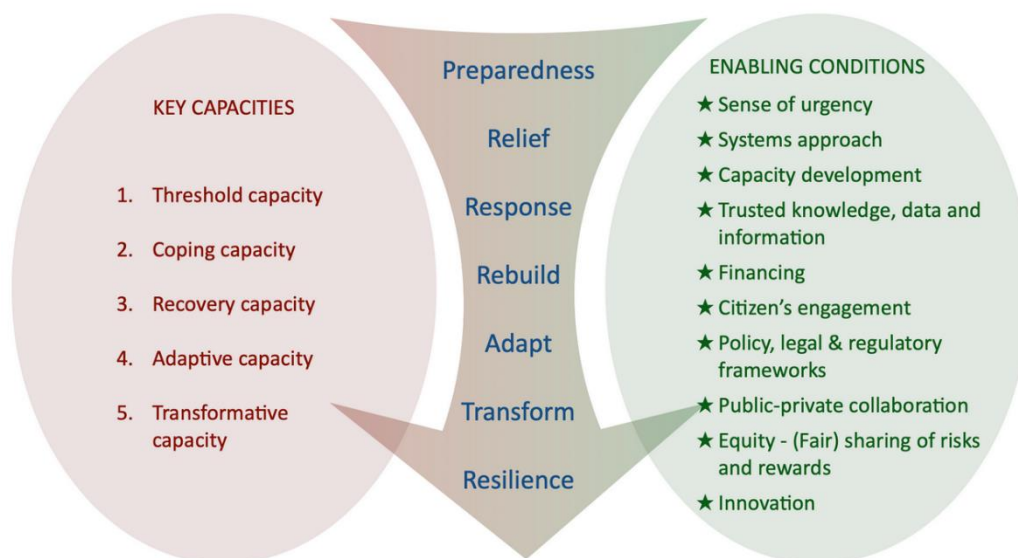 KEY CAPACITIES
1. Threshold capacity
2. Coping capacity
3. Recovery capacity
4. Adaptive capacity
5. Transformative
capacity
Preparedness
Relief
Response
Rebuild
Adapt
Transform
Resilience
ENABLING CONDITIONS
★ Sense of urgency
★ Systems approach
★ Capacity development
★ Trusted knowledge, data and
information
★ Financing
★ Citizen’s engagement
★ Policy, legal & regulatory
frameworks
★ Public-private collaboration
★ Equity - (Fair) sharing of risks
and rewards
★ Innovation